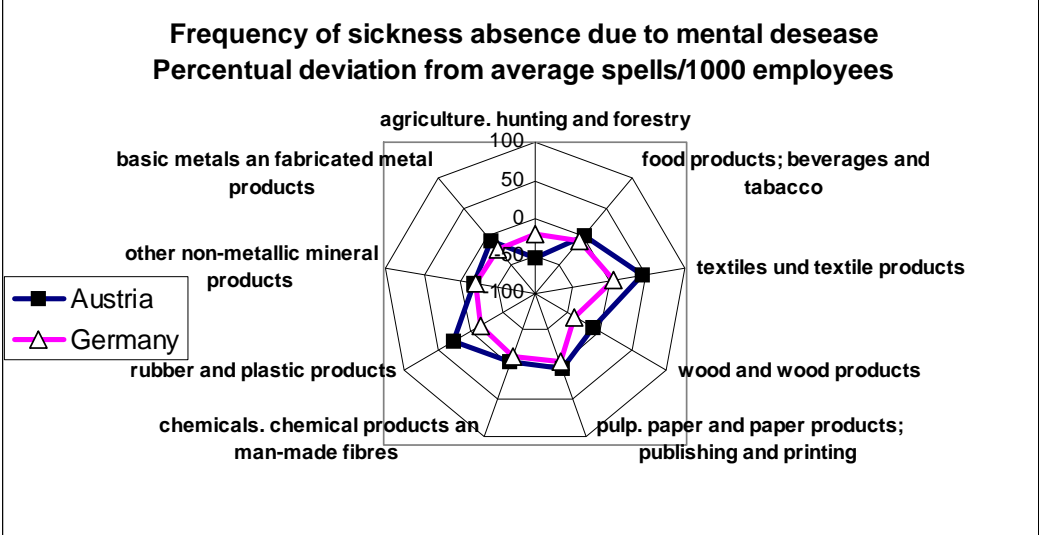 Frequency of sickness absence due to mental desease
Percentual deviation from average spells/1000 employees
agriculture. hunting and forestry
100
basic metals an fabricated metal
products
food products; beverages and
tabacco
50
0
other non-metallic mineral
products
-50
textiles und textile products
-100
Austria
Germany
rubber and plastic products
wood and wood products
chemicals. chemical products an
man-made fibres
pulp. paper and paper products;
publishing and printing